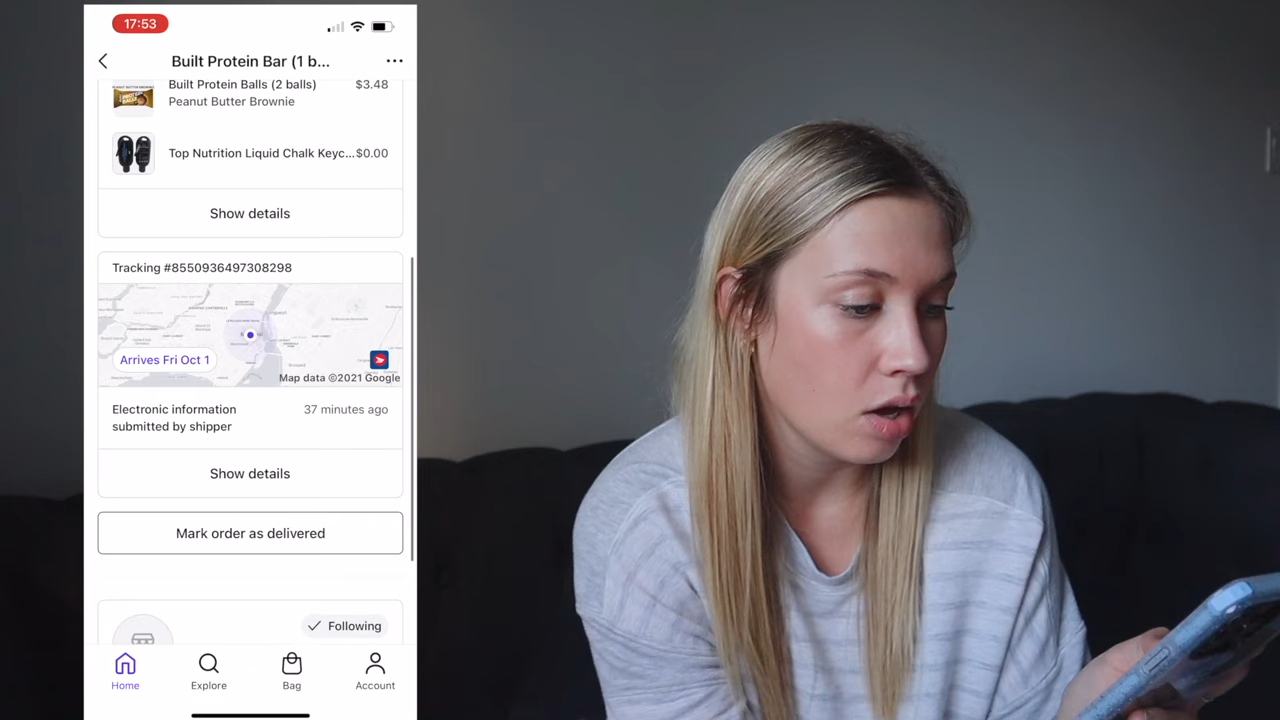 17:53
Built Protein Bar (1 b...
Built Protein Balls (2 balls) $3.48
Peanut Butter Brownie
Top Nutrition Liquid Chalk Keyc... $0.00
Show details
Tracking #8550936497308298
Arrives Fri Oct 1
Map data ©2021 Google
Electronic information 37 minutes ago
submitted by shipper
Show details
Mark order as delivered
Following
Home Explore Bag Account